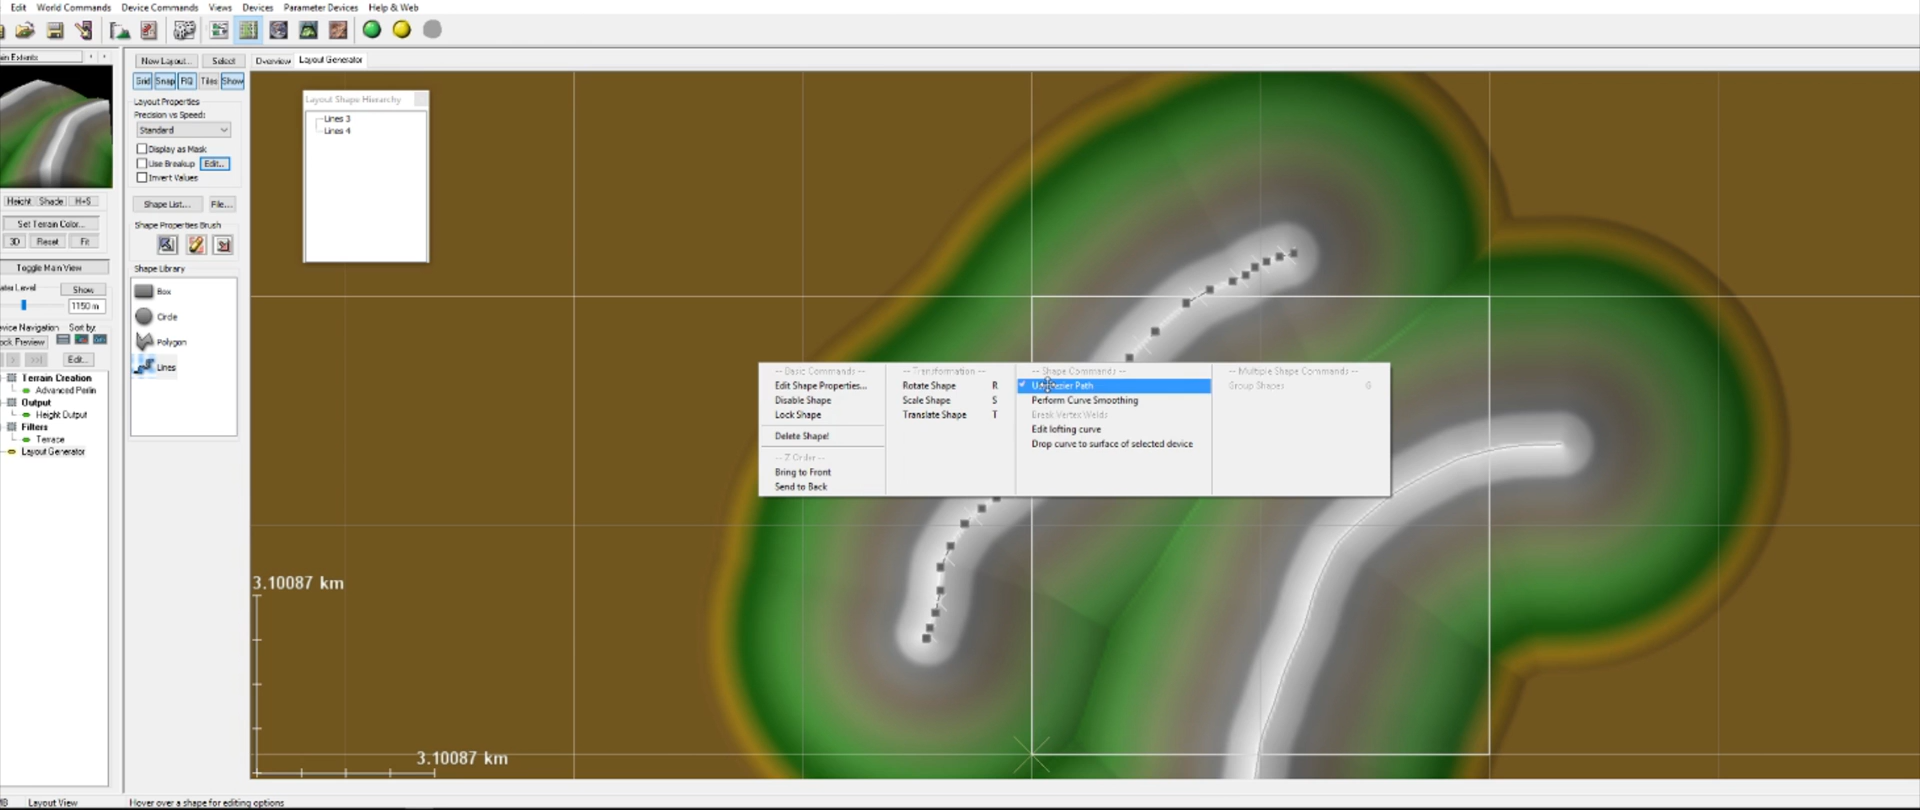 Edit World Commands Device Commands Views Devices Parameter Devices Help & Web
New Layout... Select Overview Layout Generator
Grid Snap RQ Tiles Show
Layout Properties
Precision vs Speed:
Standard
Display as Mask
Use Breakup Edit...
Invert Values
Height Shade H+S
Shape List... File...
Set Terrain Color...
Shape Properties Brush
3D Reset Fit
Toggle Main View
Shape Library
Show
1150 m
Box
Circle
Polygon
Lines
Sort by:
Edit...
Terrain Creation
Advanced Perlin
Output
Height Output
Filters
Terrace
Layout Generator
Layout Shape Hierarchy
Lines 3
Lines 4
-- Basic Commands --
Edit Shape Properties...
Disable Shape
Lock Shape
Delete Shape!
-- Z Order --
Bring to Front
Send to Back
-- Transformation --
Rotate Shape R
Scale Shape S
Translate Shape T
-- Shape Commands --
Path
Perform Curve Smoothing
Break Vertex Welds
Edit lofting curve
Drop curve to surface of selected device
-- Multiple Shape Commands --
Group Shapes G
3.10087 km
3.10087 km
Layout View Hover over a shape for editing options